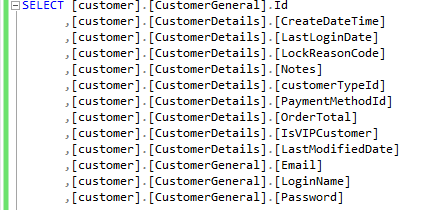 SELECT [customer].[CustomerGeneral].Id
,[customer].[CustomerDetails].[CreateDateTime]
,[customer].[CustomerDetails].[LastLoginDate]
,[customer].[CustomerDetails].[LockReasonCode]
,[customer].[CustomerDetails].[Notes]
,[customer].[CustomerDetails].[customerTypeId]
,[customer].[CustomerDetails].[PaymentMethodId]
,[customer].[CustomerDetails].[OrderTotal]
,[customer].[CustomerDetails].[IsVIPCustomer]
,[customer].[CustomerDetails].[LastModifiedDate]
,[customer].[CustomerGeneral].[Email]
,[customer].[CustomerGeneral].[LoginName]
,[customer].[CustomerGeneral].[Password]